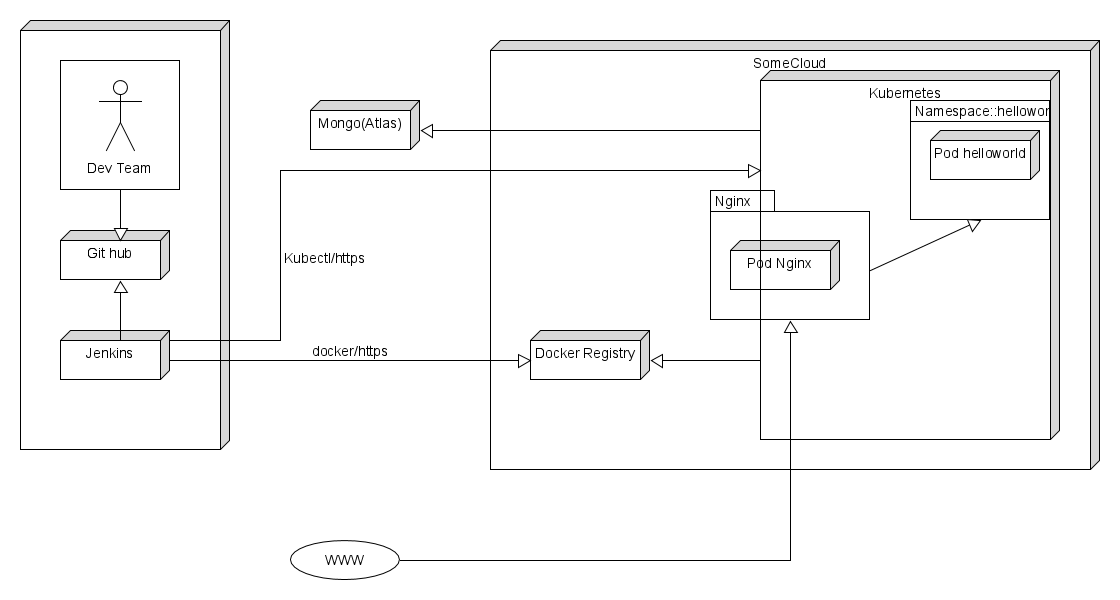 SomeCloud
Kubernetes
Namespace::hellowor
Mongo(Atlas)
Pod helloworld
Dev Team
Nginx
Git hub
Kubectl/https
Pod Nginx
Jenkins
docker/https
Docker Registry
WWW